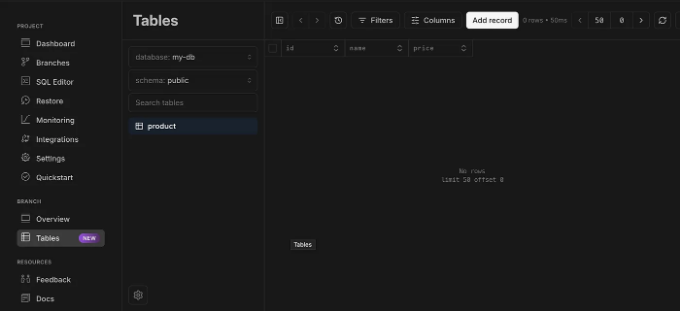 PROJECT
Dashboard
Branches
SQL Editor
Restore
Monitoring
Integrations
Settings
Quickstart
BRANCH
Overview
Tables NEW
RESOURCES
Feedback
Docs
Tables
database: my-db
schema: public
Search tables
product
Filters Columns Add record 0 rows • 50ms 50 0
id name price
No rows
limit 50 offset 0
Tables